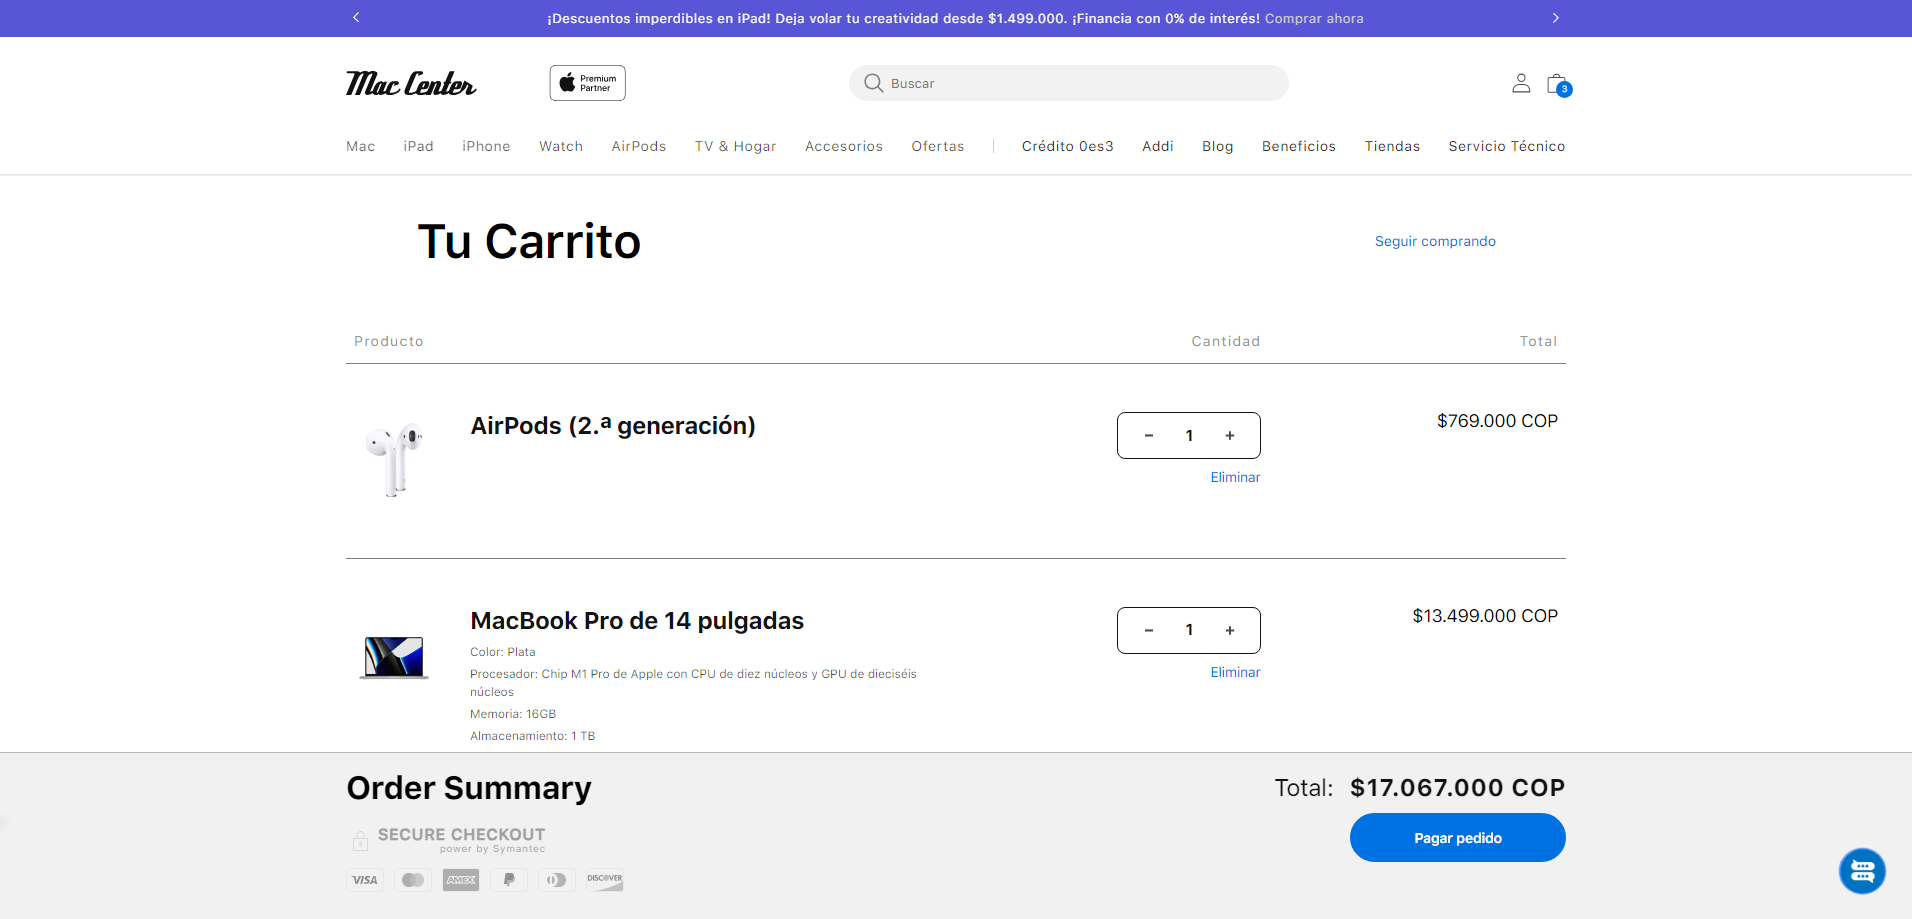 ¡Descuentos imperdibles en iPad! Deja volar tu creatividad desde $1.499.000. ¡Financia con 0% de interés! Comprar ahora
Mac Center
Premium
Partner
Buscar
3
Mac iPad iPhone Watch AirPods TV & Hogar Accesorios Ofertas Crédito 0es3 Addi Blog Beneficios Tiendas Servicio Técnico
Tu Carrito
Seguir comprando
Producto Cantidad Total
AirPods (2.ª generación)
- 1 +
$769.000 COP
Eliminar
MacBook Pro de 14 pulgadas
- 1 +
$13.499.000 COP
Color: Plata
Eliminar
Procesador: Chip M1 Pro de Apple con CPU de diez núcleos y GPU de dieciséis
núcleos
Memoria: 16GB
Almacenamiento: 1 TB
Order Summary
Total: $17.067.000 COP
SECURE CHECKOUT
power by Symantec
Pagar pedido
VISA AMEX DISCOVER